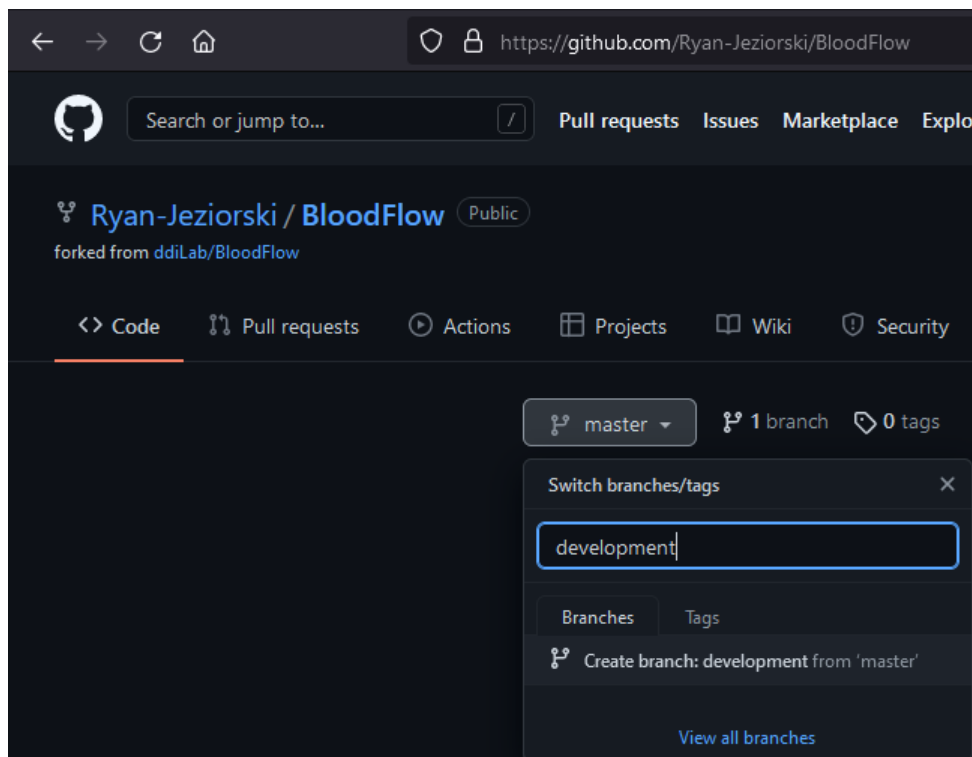 https://github.com/Ryan-Jeziorski/BloodFlow
Search or jump to... / Pull requests Issues Marketplace Explo
Ryan-Jeziorski / BloodFlow Public
forked from ddiLab/BloodFlow
<> Code Pull requests Actions Projects Wiki Security
master 1 branch 0 tags
Switch branches/tags
development
Branches Tags
Create branch: development from ‘master’
View all branches